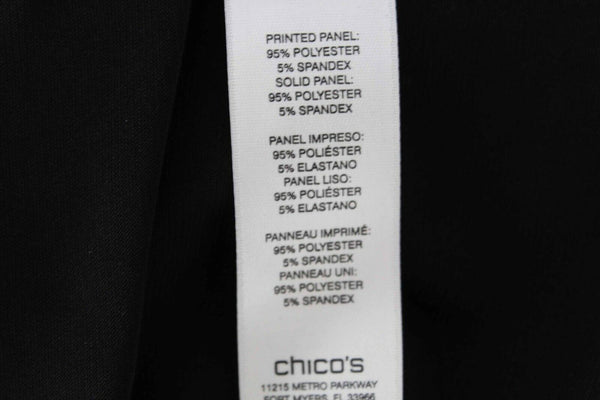 PRINTED PANEL:
95% POLYESTER
5% SPANDEX
SOLID PANEL:
95% POLYESTER
5% SPANDEX
PANEL IMPRESO:
95% POLIÉSTER
5% ELASTANO
PANEL LISO:
95% POLIÉSTER
5% ELASTANO
PANNEAU IMPRIMÉ:
95% POLYESTER
5% SPANDEX
PANNEAU UNI:
95% POLYESTER
5% SPANDEX
chico's
11215 METRO PARKWAY
FORT MYERS, FL 33966